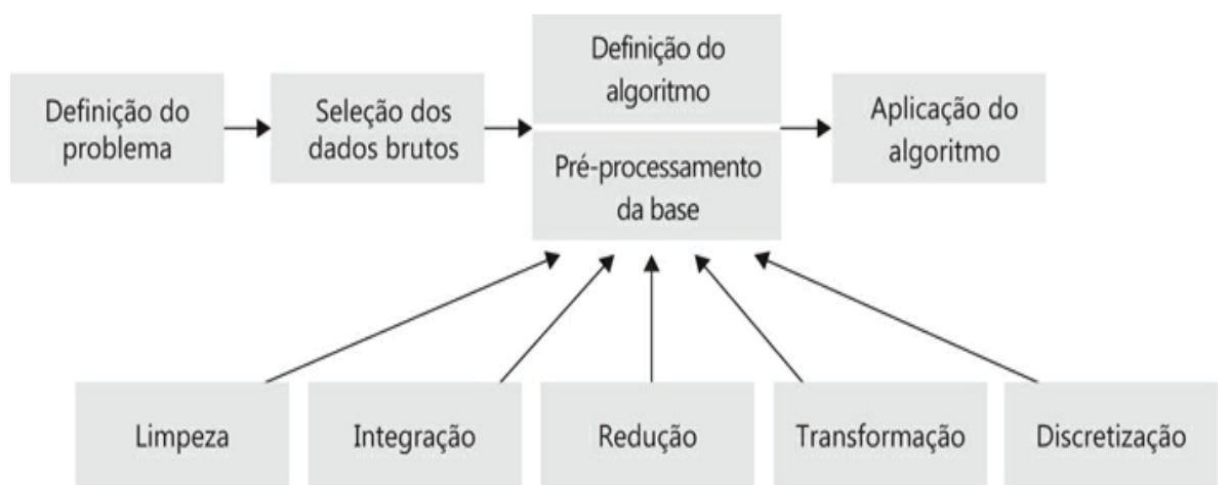 Definição do
problema
Seleção dos
dados brutos
Definição do
algoritmo
Pré-processamento
da base
Aplicação do
algoritmo
Limpeza
Integração
Redução
Transformação
Discretização